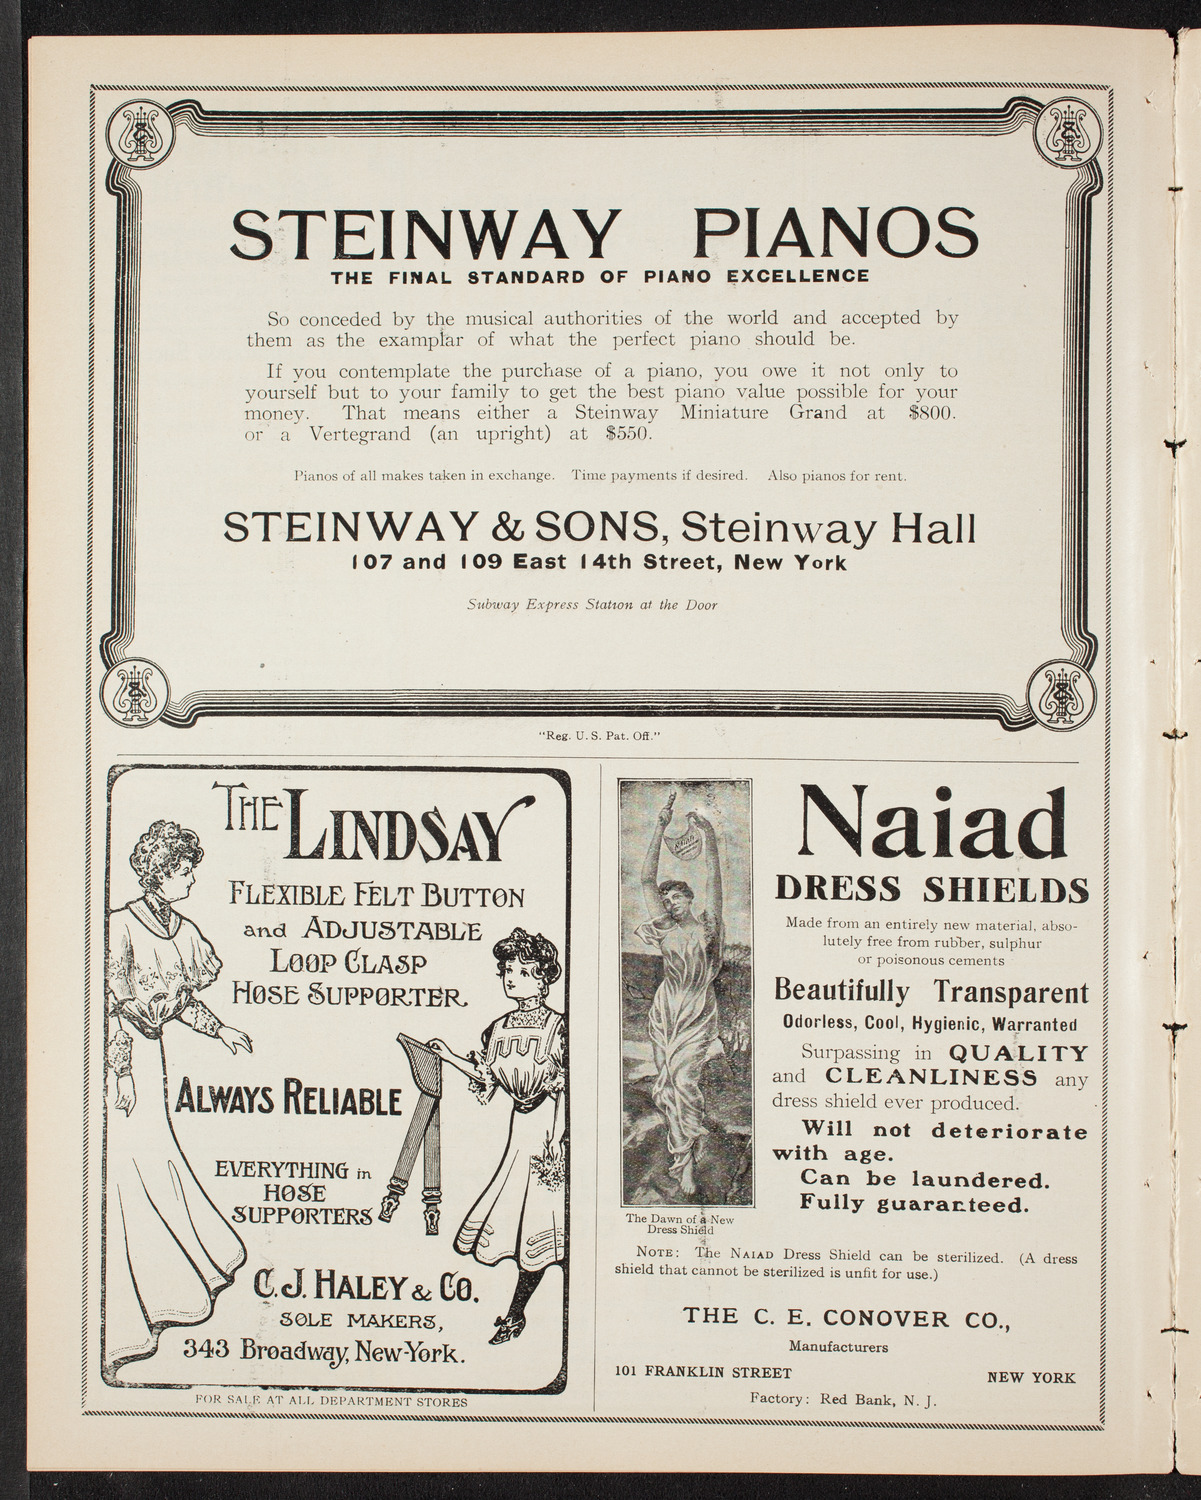 STEINWAY PIANOS
THE FINAL STANDARD OF PIANO EXCELLENCE
So conceded by the musical authorities of the world and accepted by
them as the examplar of what the perfect piano should be.
If you contemplate the purchase of a piano, you owe it not only to
yourself but to your family to get the best piano value possible for your
money. That means either a Steinway Miniature Grand at $800.
or a Vertegrand (an upright) at $550.
Pianos of all makes taken in exchange. Time payments if desired. Also pianos for rent.
STEINWAY & SONS, Steinway Hall
107 and 109 East 14th Street, New York
Subway Express Station at the Door
"Reg. U. S. Pat. Off."
THE LINDSAY
FLEXIBLE FELT BUTTON
and ADJUSTABLE
LOOP CLASP
HOSE SUPPORTER
ALWAYS RELIABLE
EVERYTHING in
HOSE
SUPPORTERS
C. J. HALEY & CO.
SOLE MAKERS,
343 Broadway, New-York.
FOR SALE AT ALL DEPARTMENT STORES
Naiad
DRESS SHIELDS
Made from an entirely new material, abso-
lutely free from rubber, sulphur
or poisonous cements
Beautifully Transparent
Odorless, Cool, Hygienic, Warranted
Surpassing in QUALITY
and CLEANLINESS any
dress shield ever produced.
Will not deteriorate
with age.
Can be laundered.
Fully guaranteed.
The Dawn of a New
Dress Shield
NOTE: The NAIAD Dress Shield can be sterilized. (A dress
shield that cannot be sterilized is unfit for use.)
THE C. E. CONOVER CO.,
Manufacturers
101 FRANKLIN STREET NEW YORK
Factory: Red Bank, N. J.